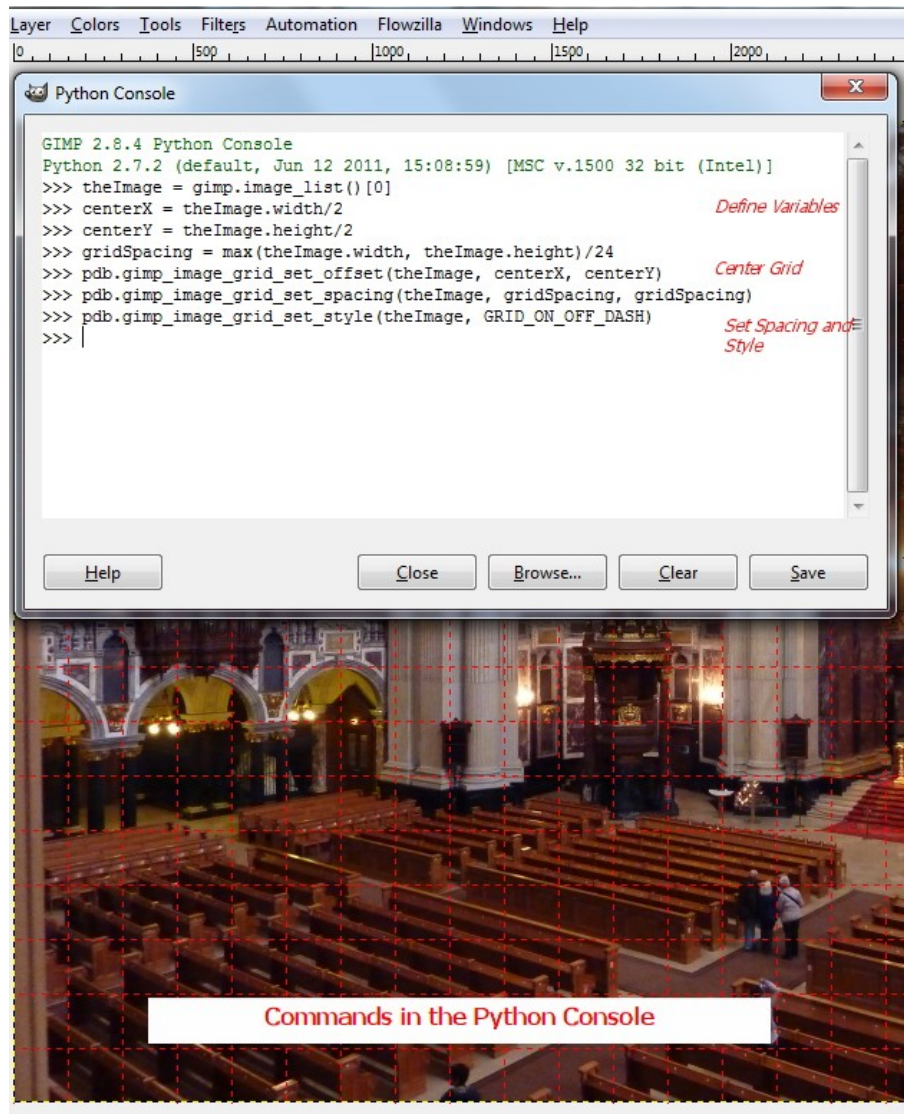 Layer Colors Tools Filters Automation Flowzilla Windows Help
0 500 1000 1500 2000
Python Console
GIMP 2.8.4 Python Console
Python 2.7.2 (default, Jun 12 2011, 15:08:59) [MSC v.1500 32 bit (Intel)]
>>> theImage = gimp.image_list()[0]
>>> centerX = theImage.width/2
Define Variables
>>> centerY = theImage.height/2
>>> gridSpacing = max(theImage.width, theImage.height)/24
>>> pdb.gimp_image_grid_set_offset(theImage, centerX, centerY)
Center Grid
>>> pdb.gimp_image_grid_set_spacing(theImage, gridSpacing, gridSpacing)
>>> pdb.gimp_image_grid_set_style(theImage, GRID_ON_OFF_DASH)
Set Spacing and
Style
>>>
Help Close Browse... Clear Save
Commands in the Python Console